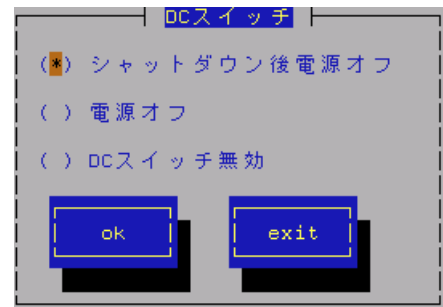 DCスイッチ
(*) シャットダウン後電源オフ
( ) 電源オフ
( ) DCスイッチ無効
ok exit